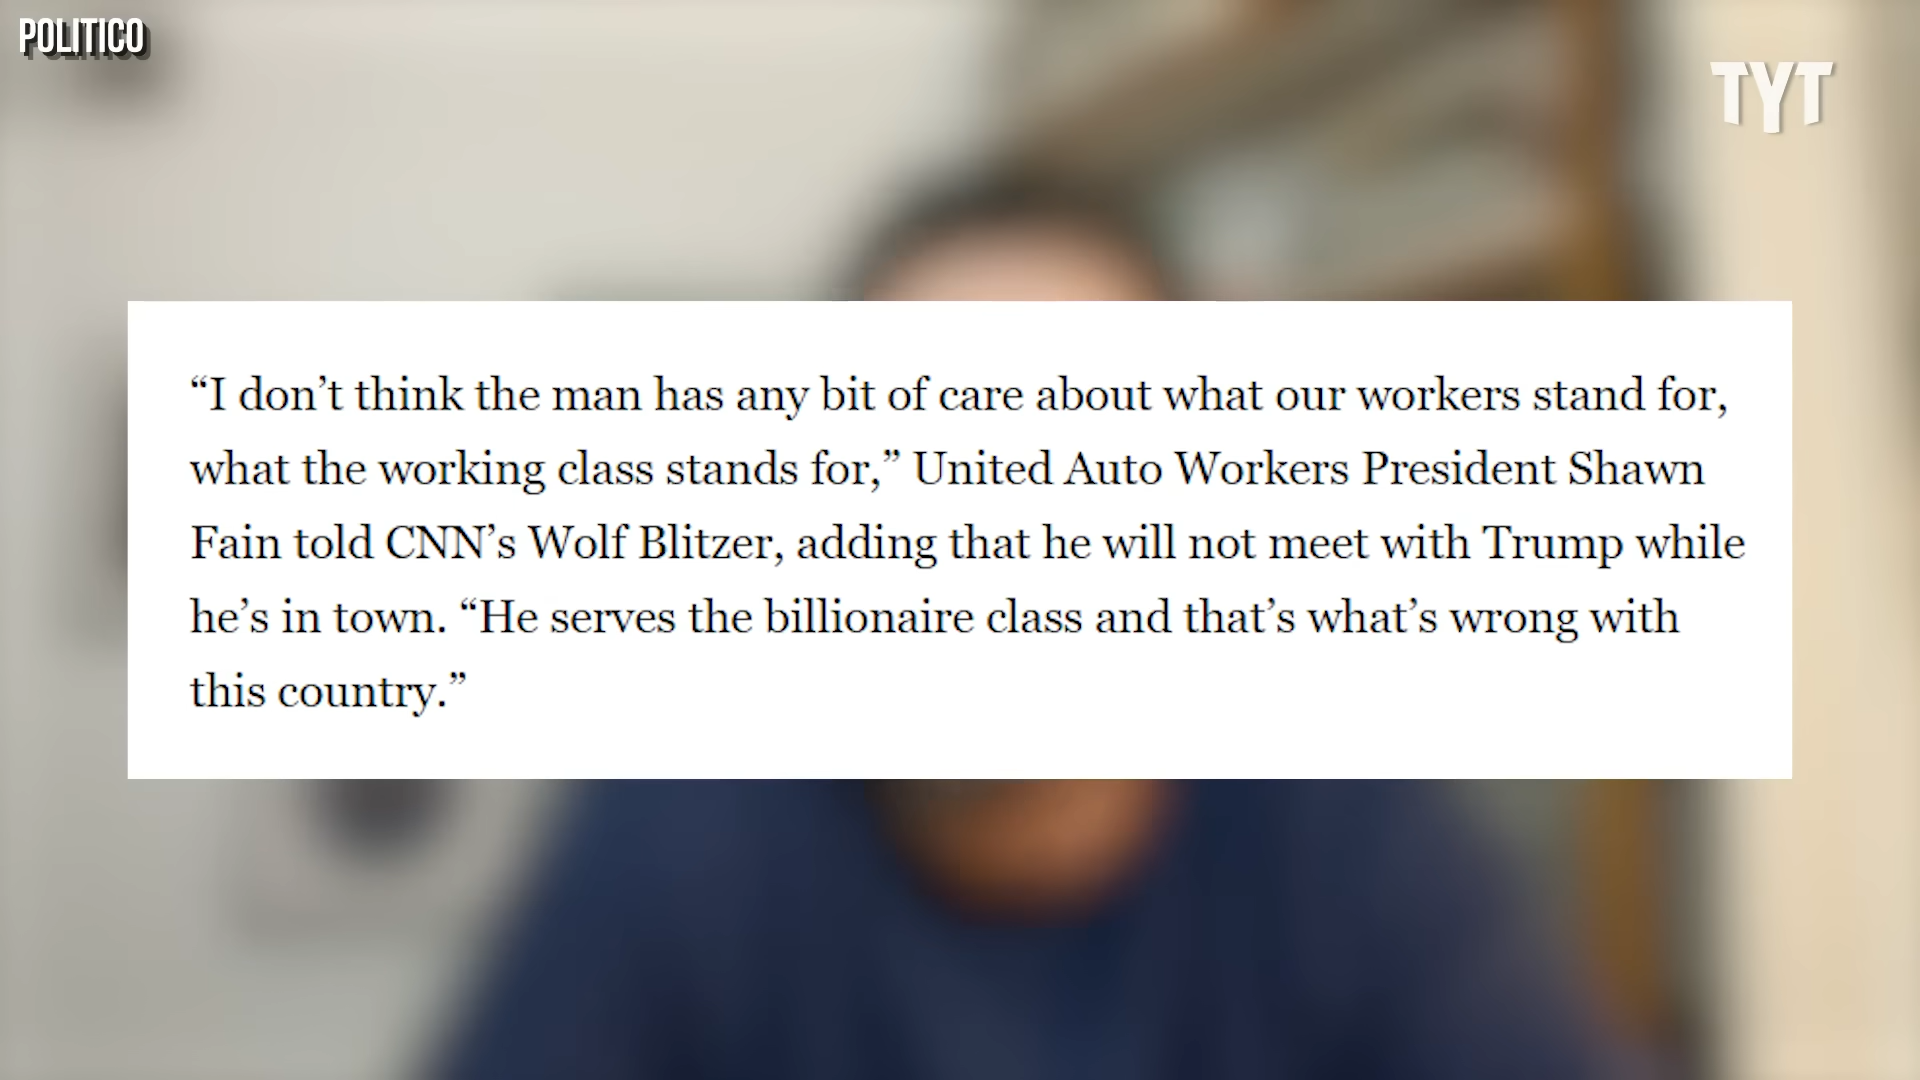 POLITICO
TYT
“I don’t think the man has any bit of care about what our workers stand for,
what the working class stands for,” United Auto Workers President Shawn
Fain told CNN’s Wolf Blitzer, adding that he will not meet with Trump while
he’s in town. “He serves the billionaire class and that’s what’s wrong with
this country.”